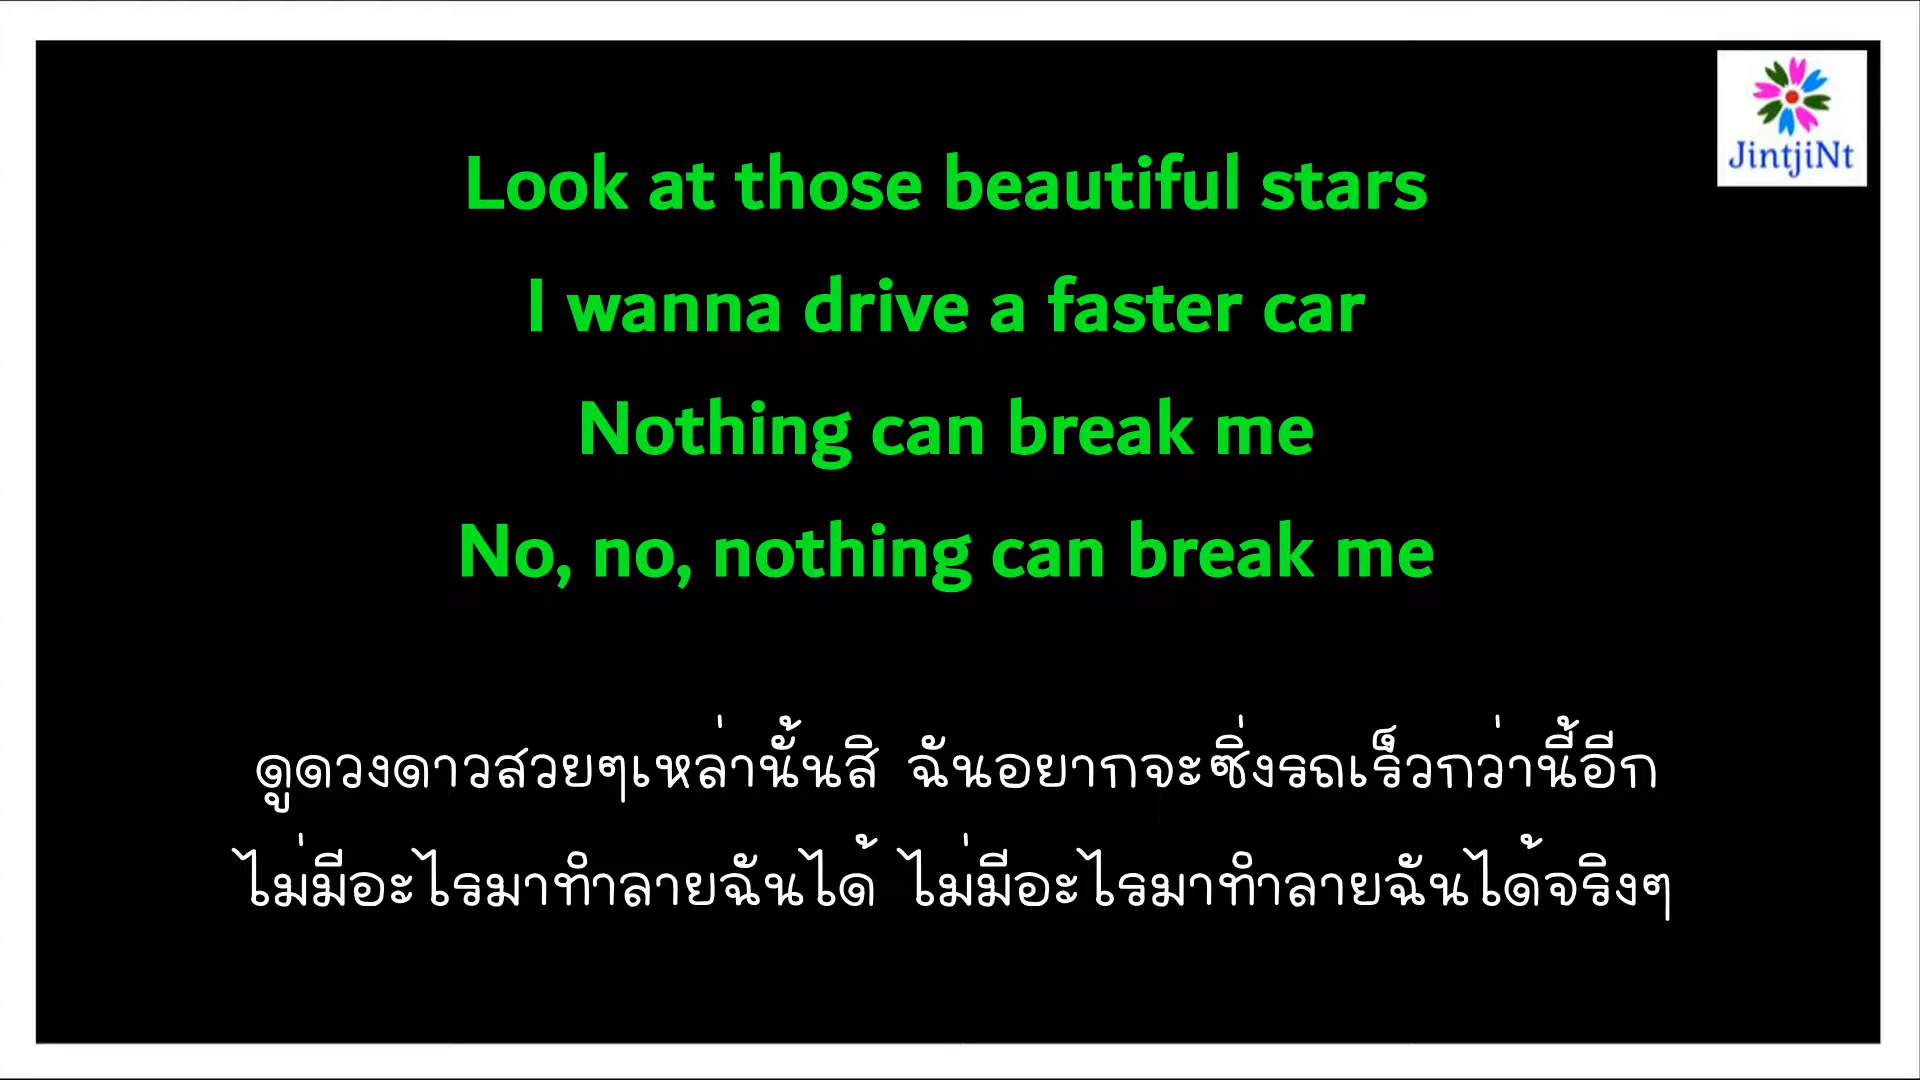 JintjiNt
Look at those beautiful stars
I wanna drive a faster car
Nothing can break me
No, no, nothing can break me
ดูดวงดาวสวยๆเหล่านั้นสิ ฉันอยากจะซิ่งรถเร็วกว่านี้อีก
ไม่มีอะไรมาทำลายฉันได้ ไม่มีอะไรมาทำลายฉันได้จริงๆ